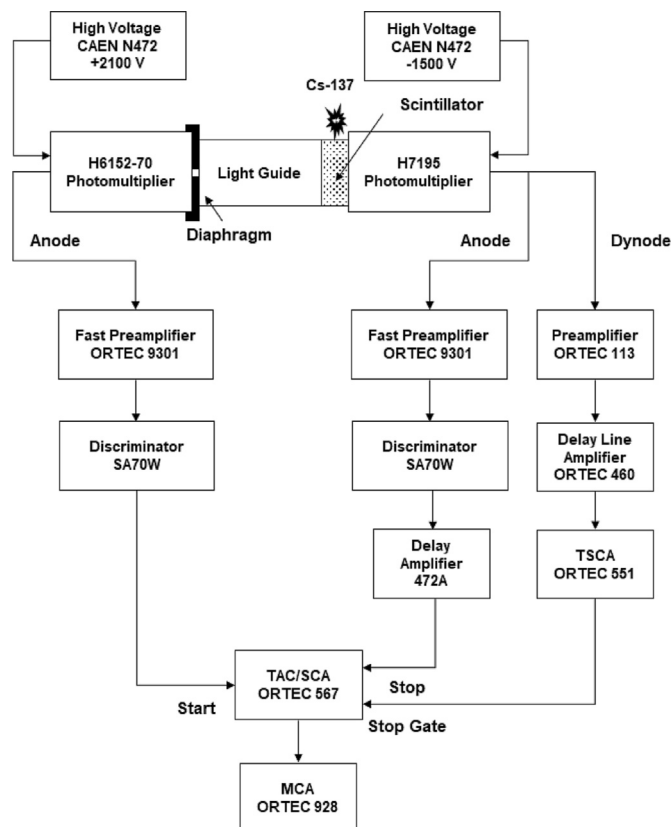 High Voltage
CAEN N472
+2100 V
High Voltage
CAEN N472
-1500 V
Cs-137
Scintillator
H6152-70
Photomultiplier
Light Guide
H7195
Photomultiplier
Diaphragm
Anode
Anode
Dynode
Fast Preamplifier
ORTEC 9301
Fast Preamplifier
ORTEC 9301
Preamplifier
ORTEC 113
Discriminator
SA70W
Discriminator
SA70W
Delay Line
Amplifier
ORTEC 460
Delay
Amplifier
472A
TSCA
ORTEC 551
TAC/SCA
ORTEC 567
Start
Stop
Stop Gate
MCA
ORTEC 928